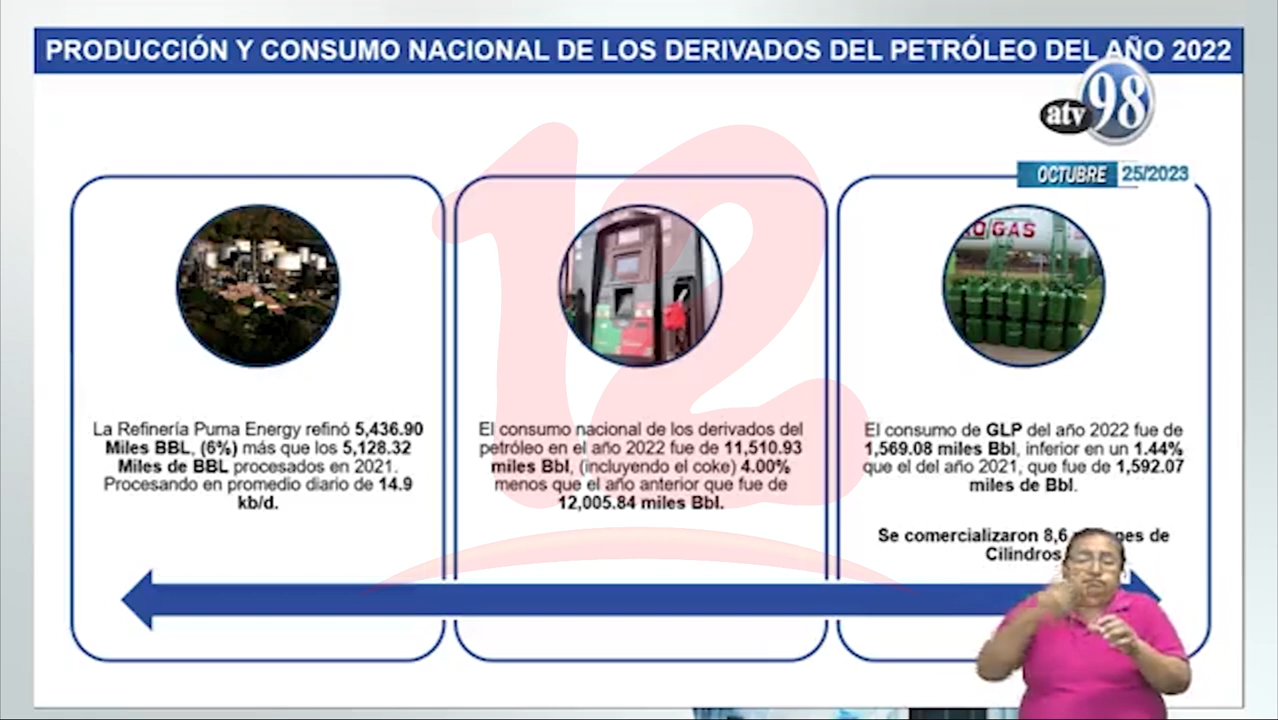 PRODUCCIÓN Y CONSUMO NACIONAL DE LOS DERIVADOS DEL PETRÓLEO DEL AÑO 2022
atv 98
OCTUBRE 25/2023
12
GAS
La Refinería Puma Energy refinó 5,436.90
Miles BBL, (6%) más que los 5,128.32
Miles de BBL procesados en 2021.
Procesando en promedio diario de 14.9
kb/d.
El consumo nacional de los derivados del
petróleo en el año 2022 fue de 11,510.93
miles Bbl, (incluyendo el coke) 4.00%
menos que el año anterior que fue de
12,005.84 miles Bbl.
El consumo de GLP del año 2022 fue de
1,569.08 miles Bbl, inferior en un 1.44%
que el del año 2021, que fue de 1,592.07
miles de Bbl.
Se comercializaron 8,6 de
Cilindros